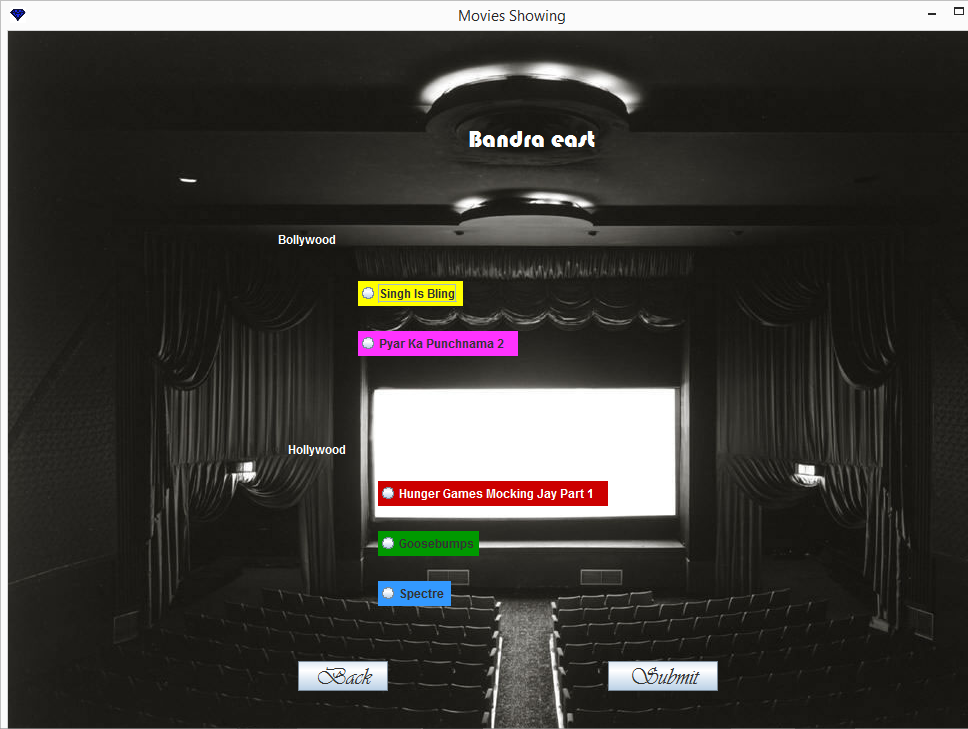 Movies Showing
Bandra east
Bollywood
Singh Is Bling
Pyar Ka Punchnama 2
Hollywood
Hunger Games Mocking Jay Part 1
Goosebumps
Spectre
Back
Submit